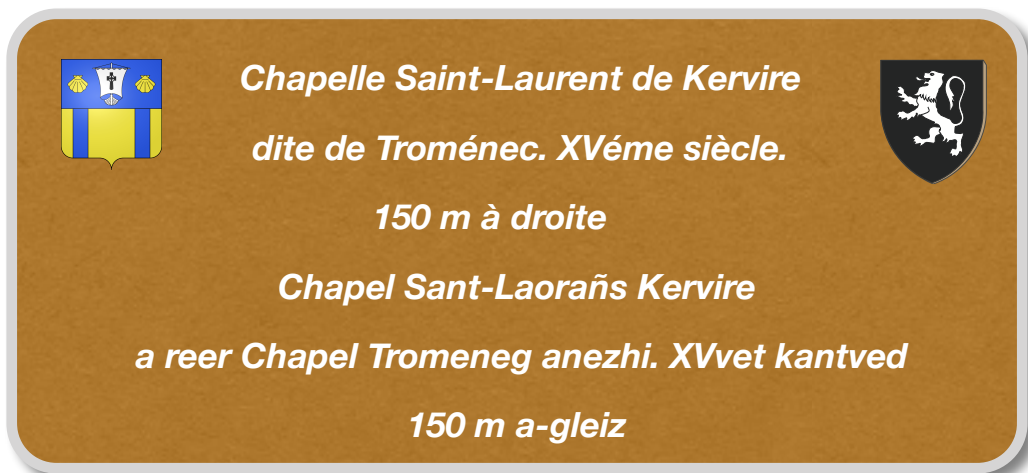 Chapelle Saint-Laurent de Kervire
dite de Troménec. XVéme siècle.
150 m à droite
Chapel Sant-Laorañs Kervire
a reer Chapel Tromeneg anezhi. XVvet kantved
150 m a-gleiz